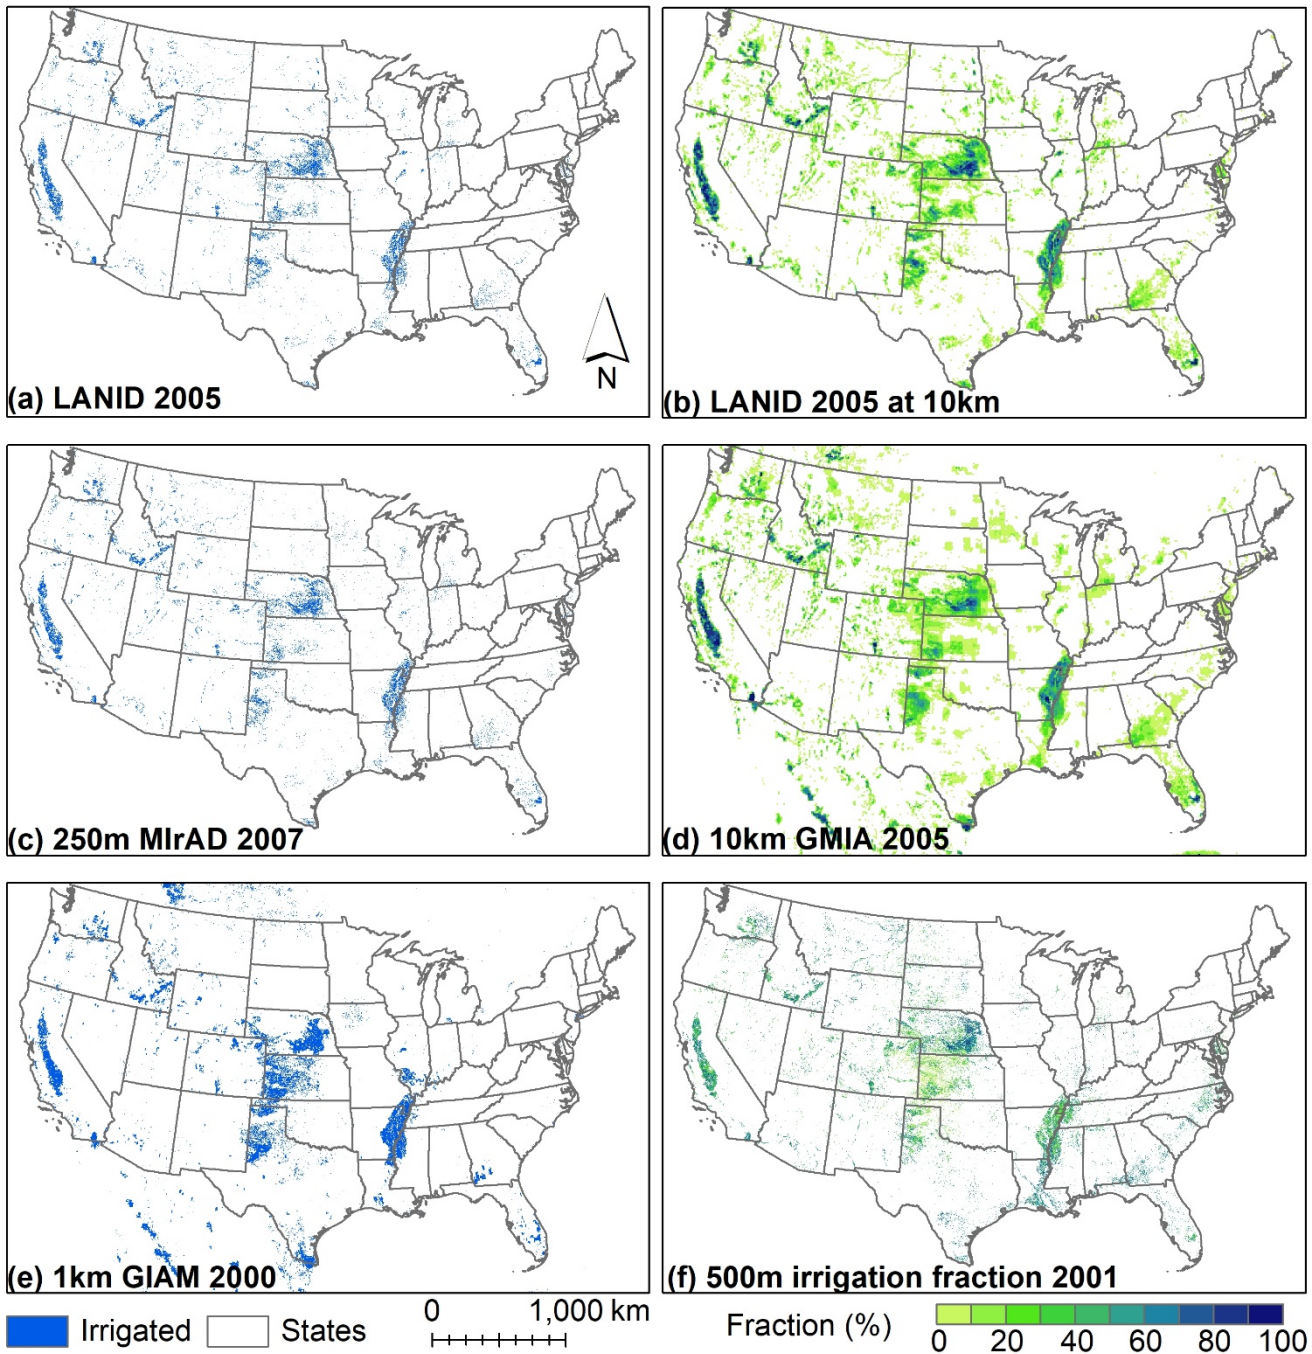 N
(a) LANID 2005
(b) LANID 2005 at 10km
(c) 250m MIrAD 2007
(d) 10km GMIA 2005
(e) 1km GIAM 2000
(f) 500m irrigation fraction 2001
Irrigated
States
0 1,000 km
Fraction (%)
0 20 40 60 80 100